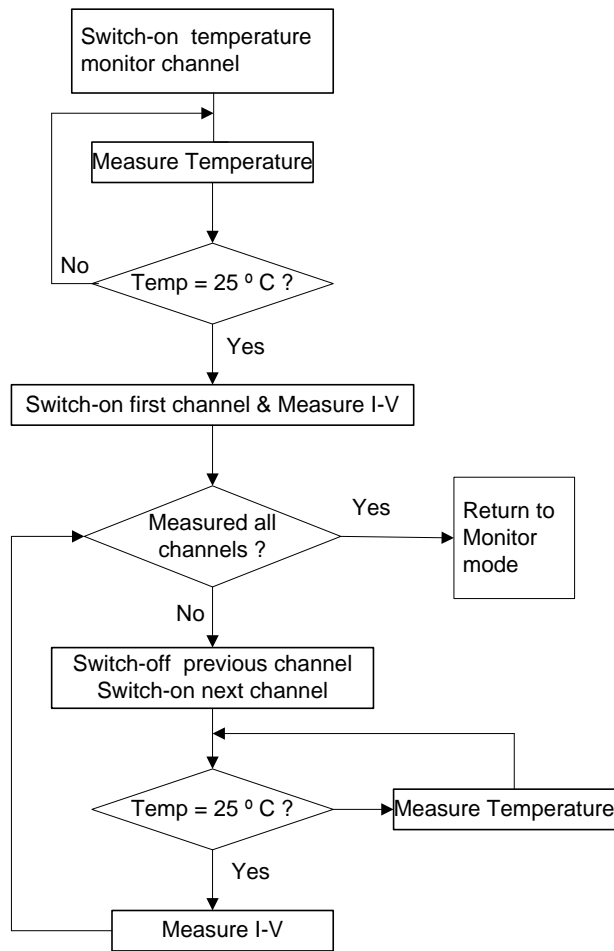 Switch-on temperature
monitor channel
Measure Temperature
No
Temp = 25 º C ?
Yes
Switch-on first channel & Measure I-V
Measured all
channels ?
Yes
Return to
Monitor
mode
No
Switch-off previous channel
Switch-on next channel
Temp = 25 º C ?
Measure Temperature
Yes
Measure I-V